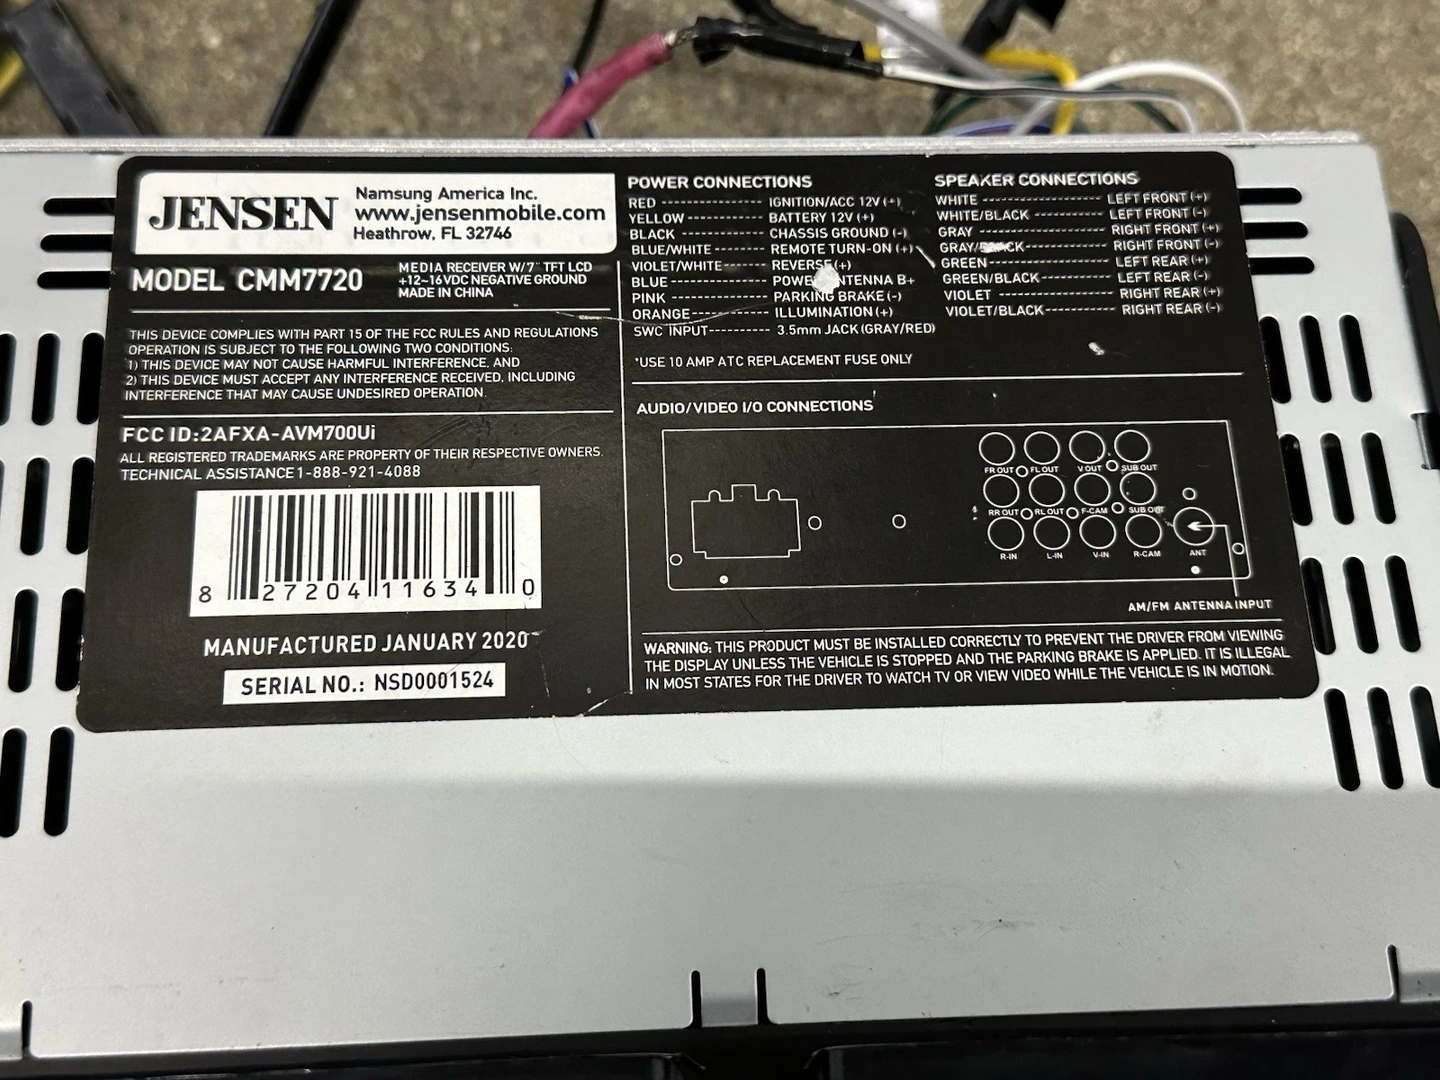 JENSEN
Namsung America Inc.
www.jensenmobile.com
Heathrow, FL 32746
MODEL CMM7720
MEDIA RECEIVER W/7" TFT LCD
+12~16VDC NEGATIVE GROUND
MADE IN CHINA
THIS DEVICE COMPLIES WITH PART 15 OF THE FCC RULES AND REGULATIONS
OPERATION IS SUBJECT TO THE FOLLOWING TWO CONDITIONS:
1) THIS DEVICE MAY NOT CAUSE HARMFUL INTERFERENCE, AND
2) THIS DEVICE MUST ACCEPT ANY INTERFERENCE RECEIVED, INCLUDING
INTERFERENCE THAT MAY CAUSE UNDESIRED OPERATION.
FCC ID:2AFXA-AVM700Ui
ALL REGISTERED TRADEMARKS ARE PROPERTY OF THEIR RESPECTIVE OWNERS.
TECHNICAL ASSISTANCE 1-888-921-4088
8 27204 11634 0
MANUFACTURED JANUARY 2020
SERIAL NO.: NSD0001524
POWER CONNECTIONS
RED ---------------- IGNITION/ACC 12V (+)
YELLOW ------------- BATTERY 12V (+)
BLACK -------------- CHASSIS GROUND (-)
BLUE/WHITE -------- REMOTE TURN-ON (+)
VIOLET/WHITE ------- REVERSE (+)
BLUE --------------- POWER ANTENNA B+
PINK --------------- PARKING BRAKE (-)
ORANGE ------------- ILLUMINATION (+)
SWC INPUT---------- 3.5mm JACK (GRAY/RED)
*USE 10 AMP ATC REPLACEMENT FUSE ONLY
SPEAKER CONNECTIONS
WHITE -------------------- LEFT FRONT (+)
WHITE/BLACK ------------- LEFT FRONT (-)
GRAY -------------------- RIGHT FRONT (+)
GRAY/BLACK -------------- RIGHT FRONT (-)
GREEN -------------------- LEFT REAR (+)
GREEN/BLACK ------------- LEFT REAR (-)
VIOLET ------------------- RIGHT REAR (+)
VIOLET/BLACK ------------ RIGHT REAR (-)
AUDIO/VIDEO I/O CONNECTIONS
FR OUT FL OUT V OUT SUB OUT
RR OUT RL OUT F-CAM SUB OUT
R-IN L-IN V-IN R-CAM ANT
AM/FM ANTENNA INPUT
WARNING: THIS PRODUCT MUST BE INSTALLED CORRECTLY TO PREVENT THE DRIVER FROM VIEWING
THE DISPLAY UNLESS THE VEHICLE IS STOPPED AND THE PARKING BRAKE IS APPLIED. IT IS ILLEGAL
IN MOST STATES FOR THE DRIVER TO WATCH TV OR VIEW VIDEO WHILE THE VEHICLE IS IN MOTION.